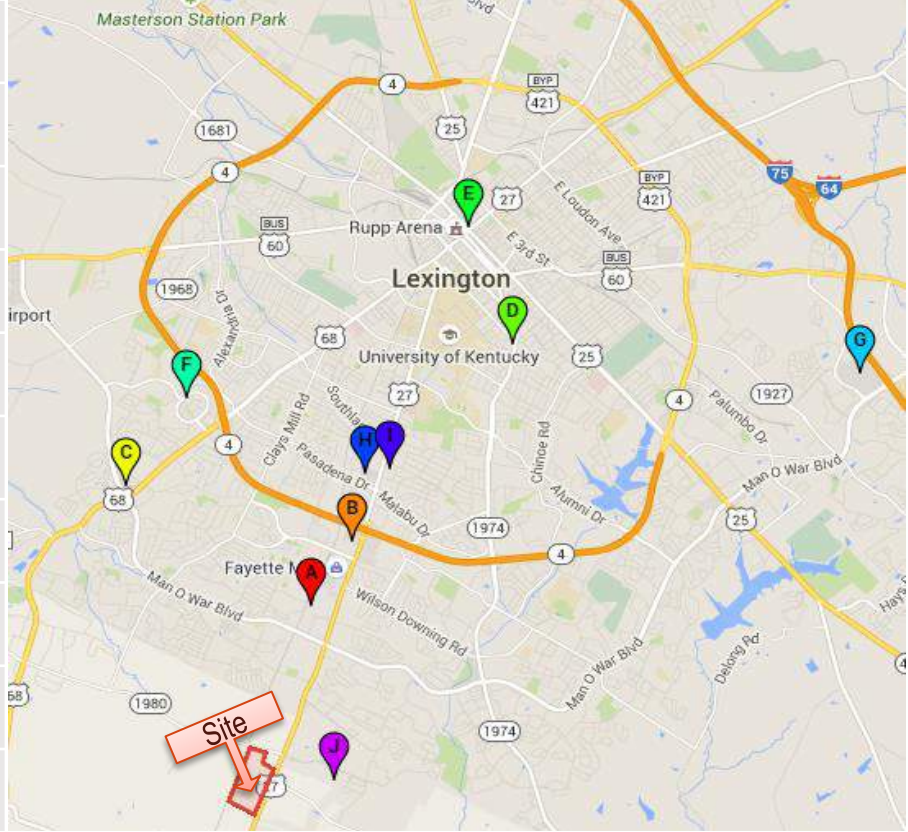 Masterson Station Park
4
BYP
421
25
1681
4
75
64
BYP
421
E
27
E Loudon Ave
Rupp Arena
BUS
60
E 3rd St
BUS
60
Lexington
1968
Alexandria Dr
D
68
University of Kentucky
25
G
F
27
1927
4
Palumbo Dr
Clays Mill Rd
H
I
Chinoe Rd
4
C
Pasadena Dr
Man O War Blvd
68
B
Malabu Dr
Alumni Dr
1974
25
4
Fayette
A
Man O War Blvd
Wilson Downing Rd
Man O War Blvd
Delong Rd
68
1980
Site
1974
J
27